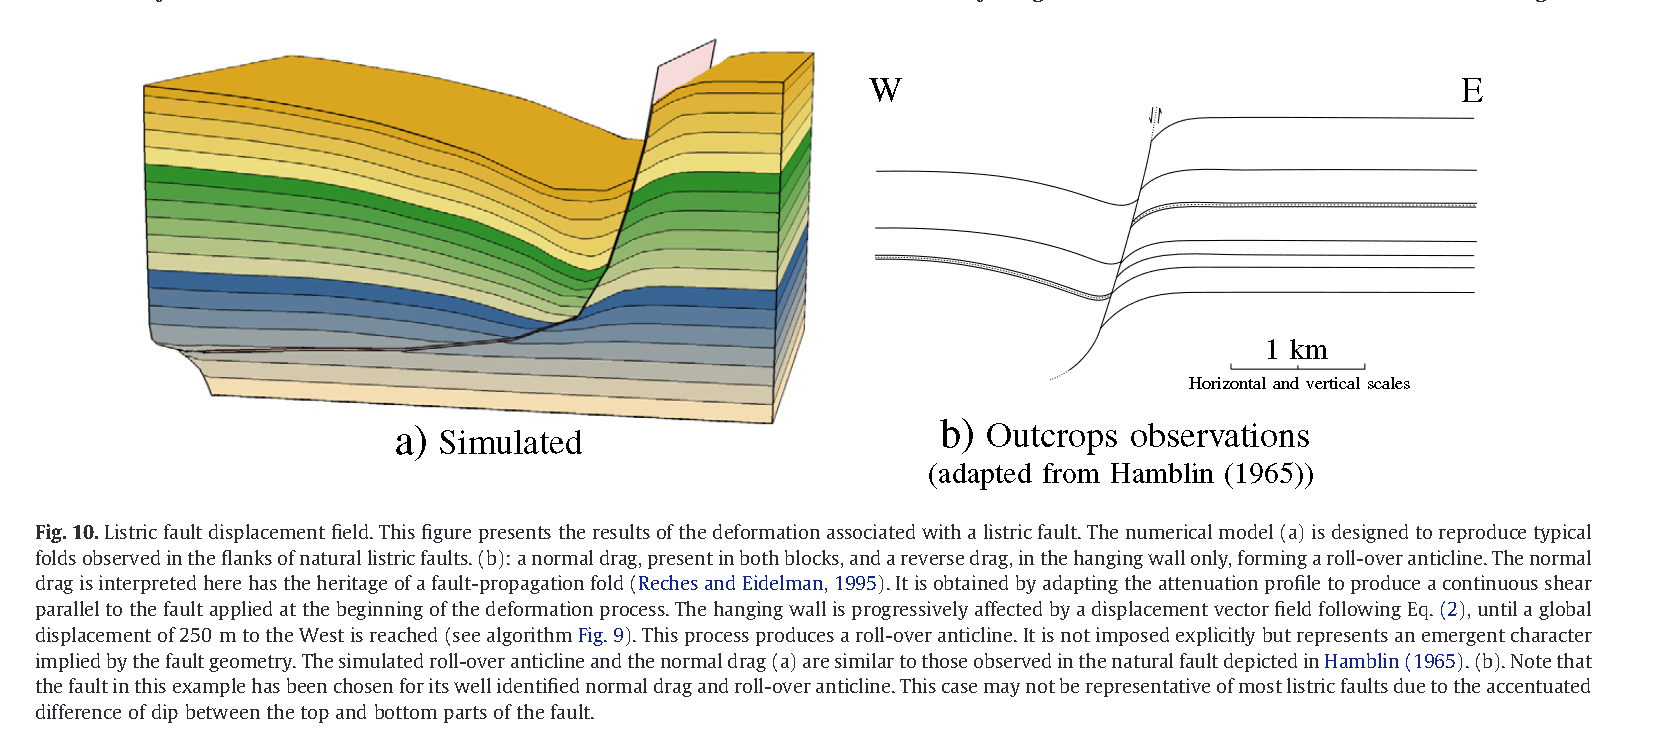 W
E
1 km
Horizontal and vertical scales
a) Simulated
b) Outcrops observations
(adapted from Hamblin (1965))
Fig. 10. Listric fault displacement field. This figure presents the results of the deformation associated with a listric fault. The numerical model (a) is designed to reproduce typical
folds observed in the flanks of natural listric faults. (b): a normal drag, present in both blocks, and a reverse drag, in the hanging wall only, forming a roll-over anticline. The normal
drag is interpreted here has the heritage of a fault-propagation fold (Reches and Eidelman, 1995). It is obtained by adapting the attenuation profile to produce a continuous shear
parallel to the fault applied at the beginning of the deformation process. The hanging wall is progressively affected by a displacement vector field following Eq. (2), until a global
displacement of 250 m to the West is reached (see algorithm Fig. 9). This process produces a roll-over anticline. It is not imposed explicitly but represents an emergent character
implied by the fault geometry. The simulated roll-over anticline and the normal drag (a) are similar to those observed in the natural fault depicted in Hamblin (1965). (b). Note that
the fault in this example has been chosen for its well identified normal drag and roll-over anticline. This case may not be representative of most listric faults due to the accentuated
difference of dip between the top and bottom parts of the fault.